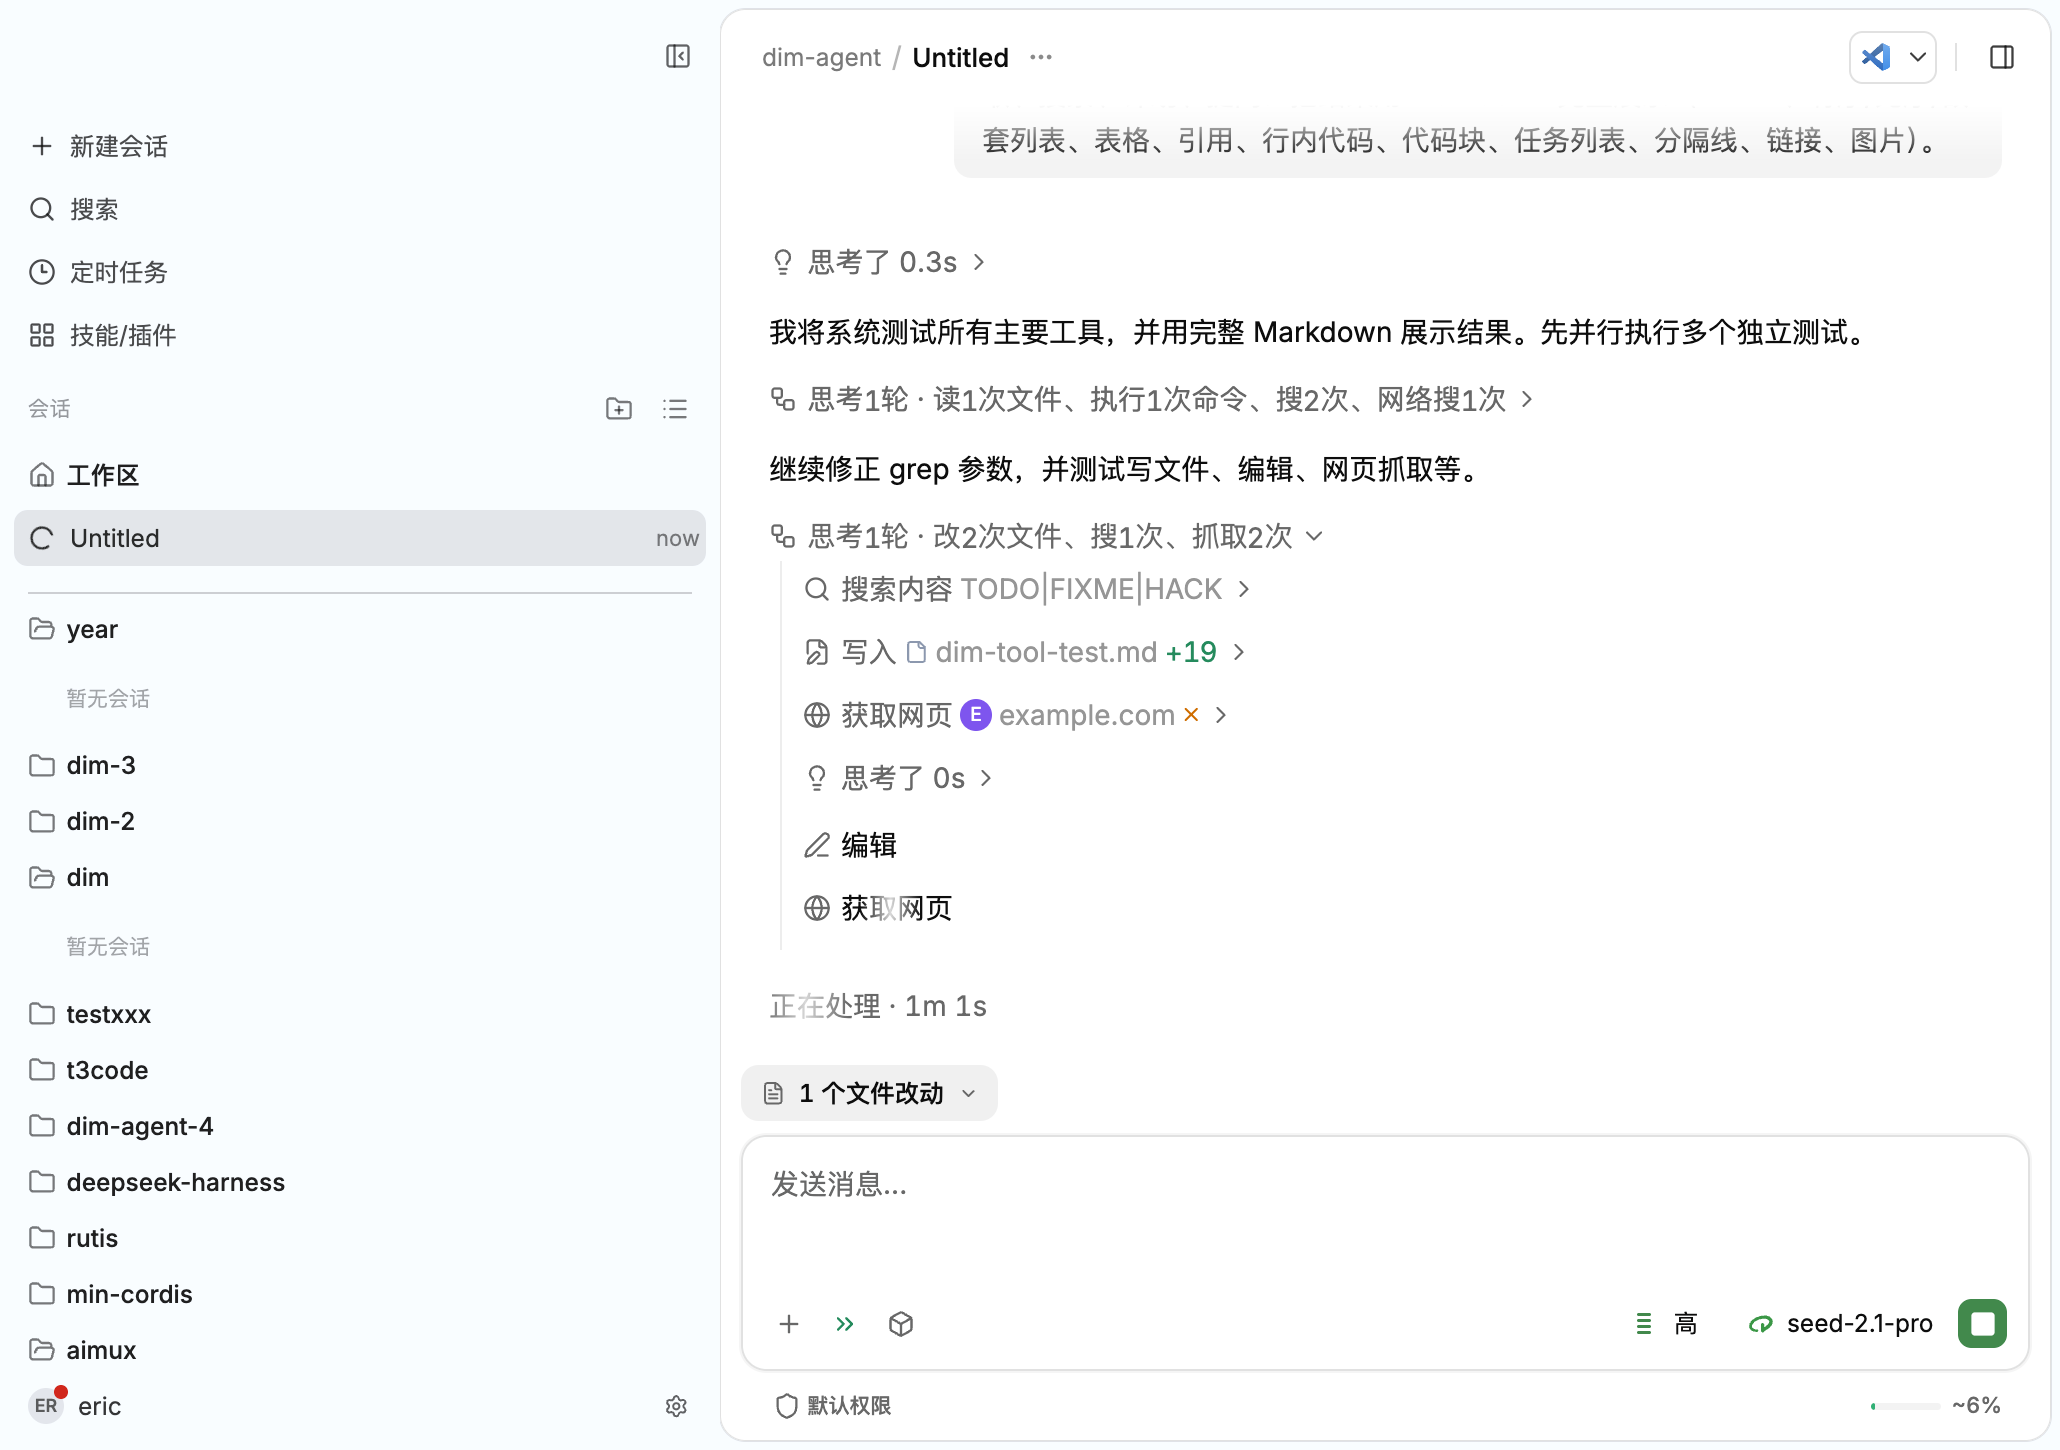 新建会话
搜索
定时任务
技能/插件
会话
工作区
Untitled now
year
暂无会话
dim-3
dim-2
dim
暂无会话
testxxx
t3code
dim-agent-4
deepseek-harness
rutis
min-cordis
aimux
ER eric
dim-agent / Untitled ···
套列表、表格、引用、行内代码、代码块、任务列表、分隔线、链接、图片）。
思考了 0.3s
我将系统测试所有主要工具，并用完整 Markdown 展示结果。先并行执行多个独立测试。
思考1轮 · 读1次文件、执行1次命令、搜2次、网络搜1次
继续修正 grep 参数，并测试写文件、编辑、网页抓取等。
思考1轮 · 改2次文件、搜1次、抓取2次
搜索内容 TODO|FIXME|HACK
写入 dim-tool-test.md +19
获取网页 E example.com
思考了 0s
编辑
获取网页
正在处理 · 1m 1s
1 个文件改动
发送消息...
高 seed-2.1-pro
默认权限 ~6%